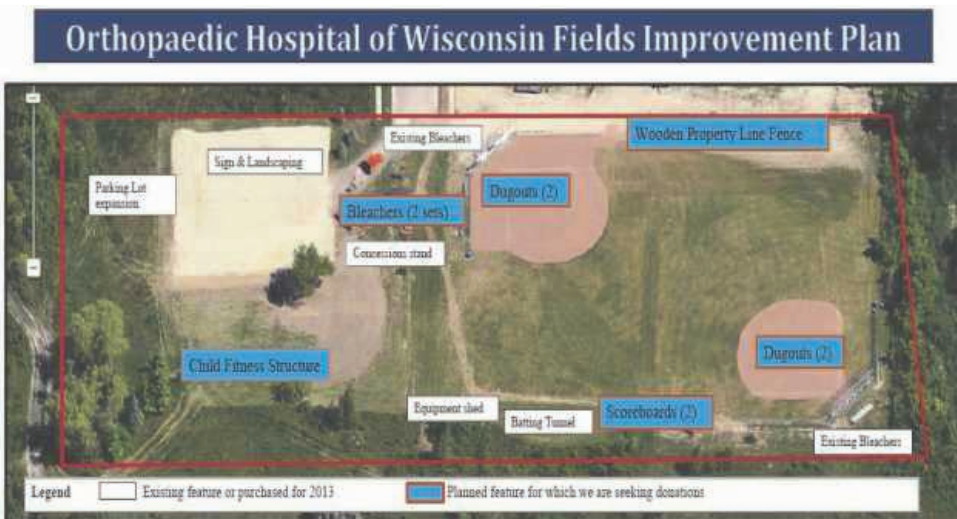 Orthopaedic Hospital of Wisconsin Fields Improvement Plan
Existing Bleachers
Wooden Property Line Fence
Sign & Landscaping
Parking Lot
expansion
Dugouts (2)
Bleachers (2 sets)
Concessions stand
Child Fitness Structure
Dugouts (2)
Equipment shed
Batting Tunnel
Scoreboards (2)
Existing Bleachers
Legend
Existing feature or purchased for 2013
Planned feature for which we are seeking donations